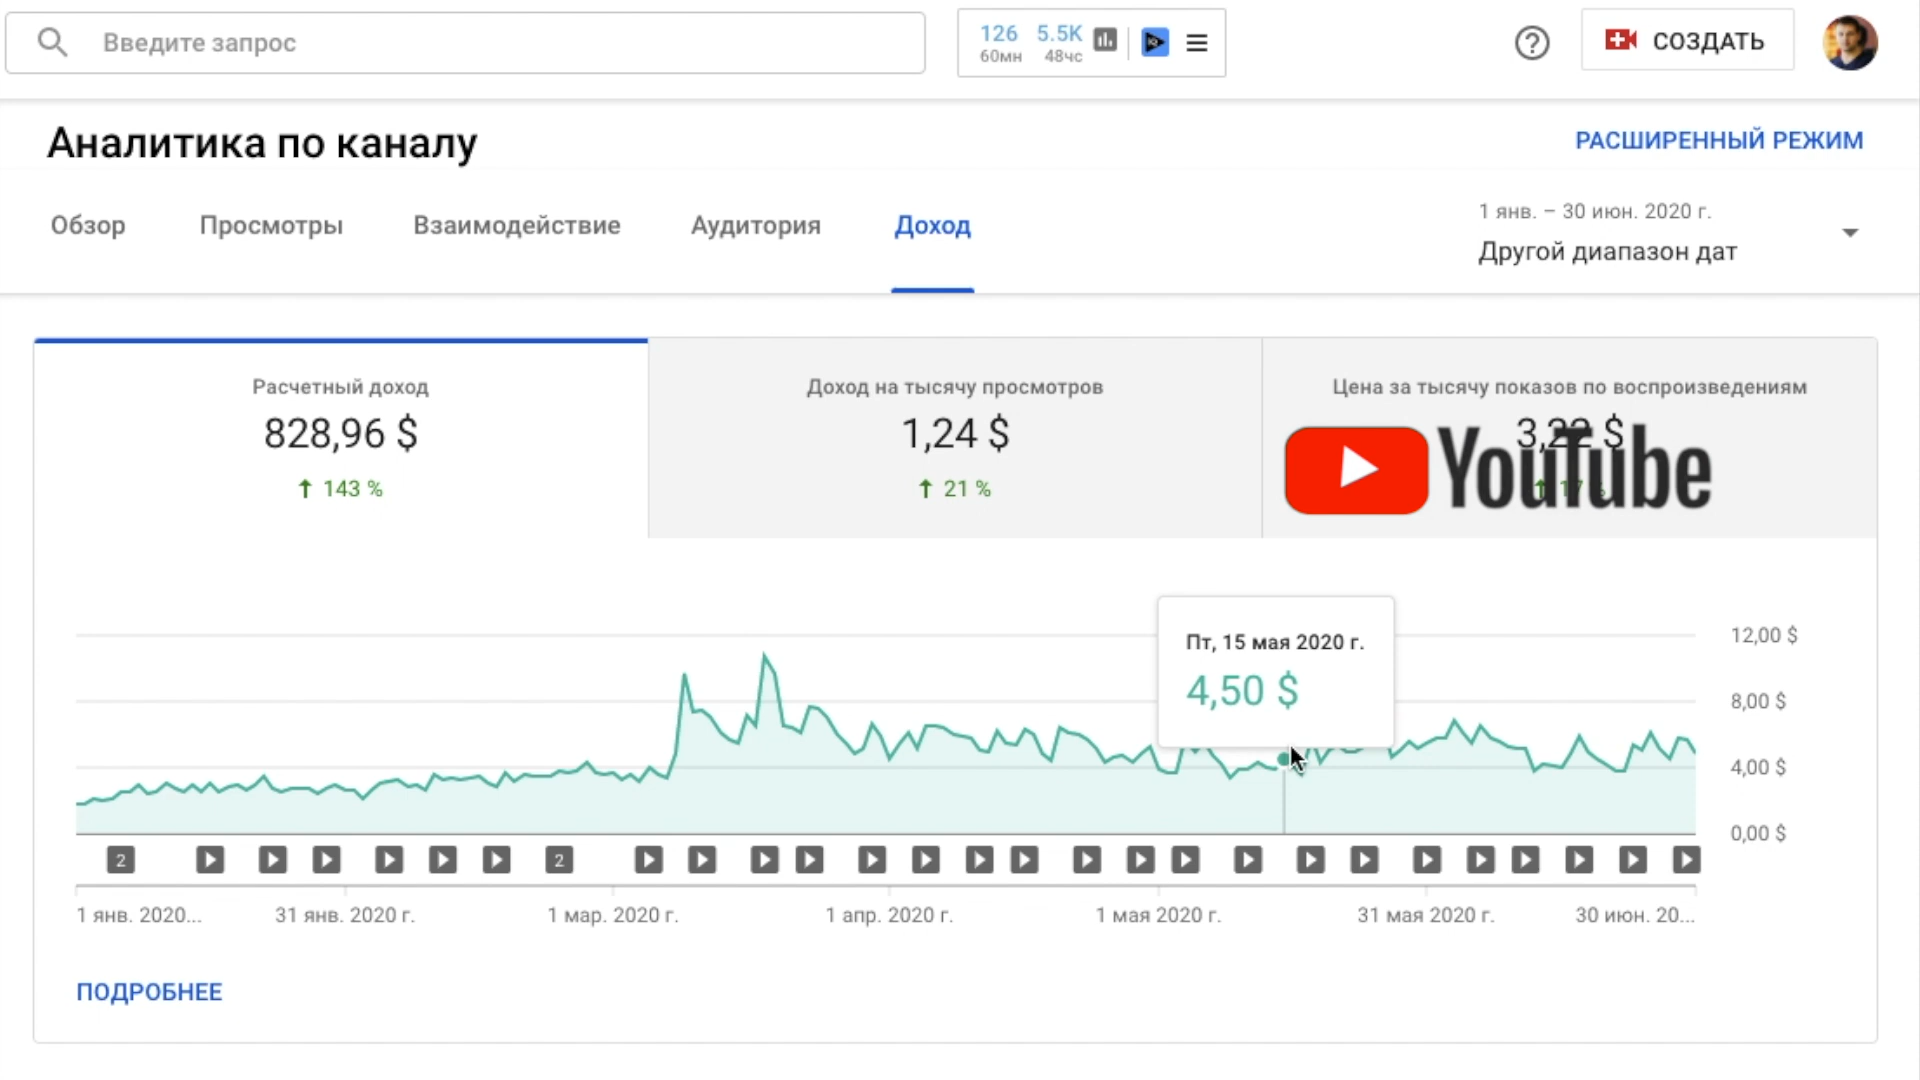 Введите запрос
126 5.5K
60мн 48чс
СОЗДАТЬ
Аналитика по каналу
РАСШИРЕННЫЙ РЕЖИМ
Обзор Просмотры Взаимодействие Аудитория Доход
1 янв. – 30 июн. 2020 г.
Другой диапазон дат
Расчетный доход
828,96 $
143 %
Доход на тысячу просмотров
1,24 $
21 %
Цена за тысячу показов по воспроизведениям
3,22 $
YouTube
Пт, 15 мая 2020 г.
4,50 $
12,00 $
8,00 $
4,00 $
0,00 $
2 2
1 янв. 2020... 31 янв. 2020 г. 1 мар. 2020 г. 1 апр. 2020 г. 1 мая 2020 г. 31 мая 2020 г. 30 июн. 20...
ПОДРОБНЕЕ